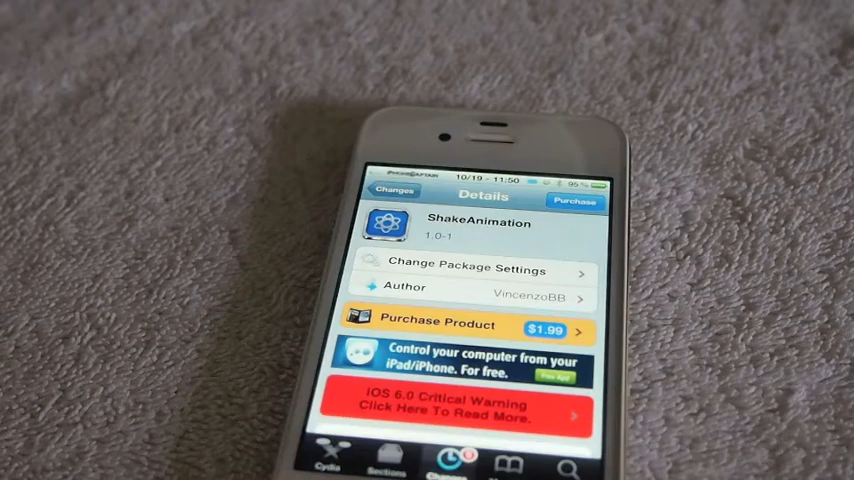 10/19 - 11:50
95%
Changes
Details
Purchase
ShakeAnimation
1.0-1
Change Package Settings
Author
VincenzoBB
Purchase Product
$1.99
Control your computer from your
iPad/iPhone. For free.
Free App
iOS 6.0 Critical Warning
Click Here To Read More.
Cydia
Sections
Changes